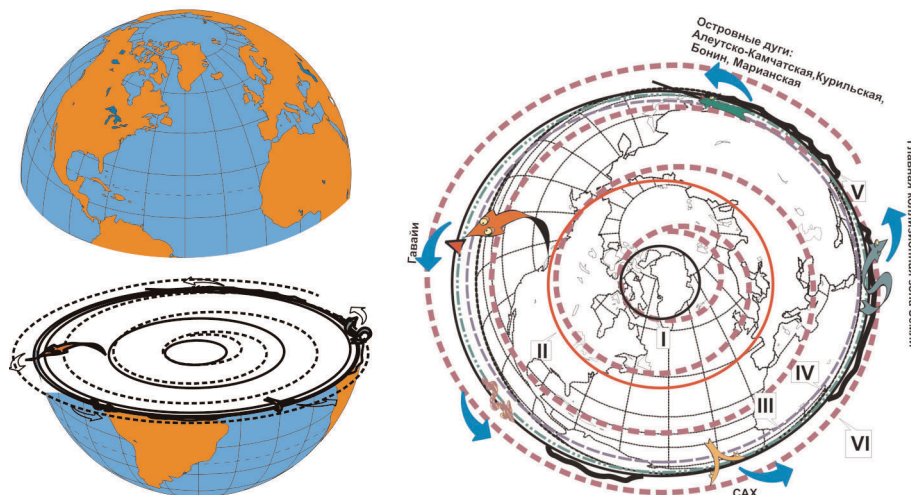 Островные дуги:
Алеутско-Камчатская,Курильская,
Бонин, Марианская
Гавайи
V
I
II
IV
III
VI
САХ